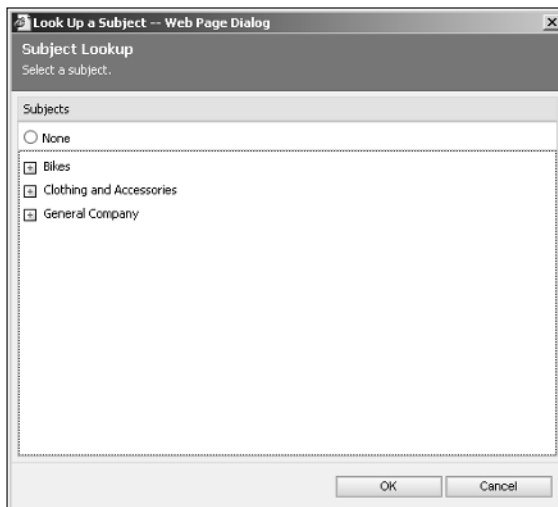 Look Up a Subject -- Web Page Dialog
Subject Lookup
Select a subject.
Subjects
None
Bikes
Clothing and Accessories
General Company
OK
Cancel